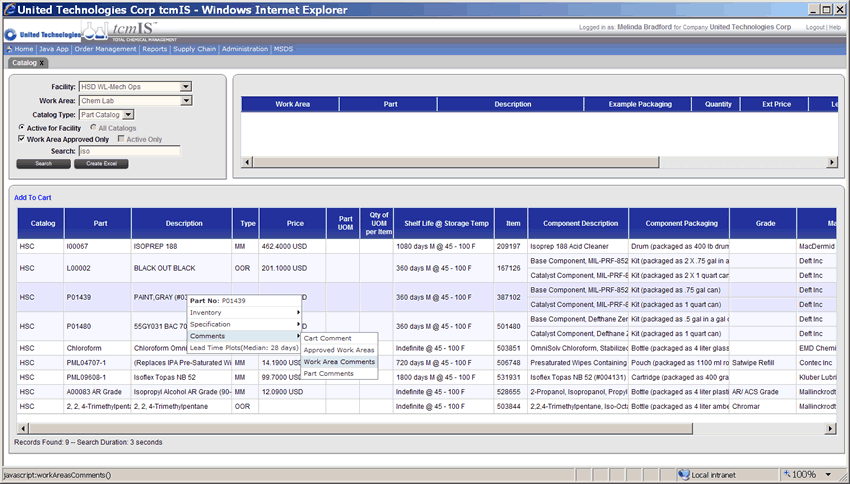 United Technologies Corp tcmIS - Windows Internet Explorer
United Technologies
tcmIS™
TOTAL CHEMICAL MANAGEMENT
Logged in as: Melinda Bradford for Company United Technologies Corp
Logout | Help
Home | Java App | Order Management | Reports | Supply Chain | Administration | MSDS
Catalog X
Facility: HSD WL-Mech Ops
Work Area: Chem Lab
Catalog Type: Part Catalog
Active for Facility All Catalogs
Work Area Approved Only Active Only
Search: iso
Search Create Excel
Work Area Part Description Example Packaging Quantity Ext Price Le
Add To Cart
Catalog Part Description Type Price Part UOM Qty of UOM per Item Shelf Life @ Storage Temp Item Component Description Component Packaging Grade Ma
HSC I00067 ISOPREP 188 MM 462.4000 USD 1080 days M @ 45 - 100 F 209197 Isoprep 188 Acid Cleaner Drum (packaged as 400 lb drum MacDermid
HSC L00002 BLACK OUT BLACK OOR 201.1000 USD 360 days M @ 45 - 100 F 167126 Base Component, MIL-PRF-852 Kit (packaged as 2 X .75 gal in a Deft Inc
Catalyst Component, MIL-PRF-8 Kit (packaged as 2 X 1 quart can) Deft Inc
HSC P01439 PAINT,GRAY (#03 D 360 days M @ 45 - 100 F 387102 Base Component, MIL-PRF-852 Kit (packaged as .75 gal can) Deft Inc
Catalyst Component, MIL-PRF-8 Kit (packaged as 1 quart can) Deft Inc
HSC P01480 55GY031 BAC 70 D 360 days M @ 45 - 100 F 501480 Base Component, Defthane Zen Kit (packaged as .5 gal in a gal c Deft Inc
Catalyst Component, Defthane Z Kit (packaged as 1 quart can) Deft Inc
HSC Chloroform Chloroform Omni Indefinite @ 45 - 100 F 503851 OmniSolv Chloroform, Stabilized Bottle (packaged as 4 liter bottle) EMD Chemi
HSC PML04707-1 (Replaces IPA Pre-Saturated Wi MM 14.1900 USD 720 days M @ 45 - 100 F 506748 Presaturated Wipes Containing Pouch (packaged as 1100 ml ro Satwipe Refill Contec Inc
HSC PML09608-1 Isoflex Topas NB 52 MM 99.7000 USD 1800 days M @ 45 - 100 F 531931 Isoflex Topas NB 52 (#004131) Cartridge (packaged as 400 gra Kluber Lubri
HSC A00083 AR Grade Isopropyl Alcohol AR Grade (90- MM 12.0900 USD Indefinite @ 45 - 100 F 528655 2-Propanol, Isopropanol, Propyl Bottle (packaged as 4 liter plasti AR/ ACS Grade Mallinckrodt
HSC 2, 2, 4-Trimethylpentane 2, 2, 4-Trimethylpentane OOR Indefinite @ 45 - 100 F 503844 2,2,4-Trimethylpentane, Iso-Octa Bottle (packaged as 4 liter ambe Chromar Mallinckrodt
Part No: P01439
Inventory
Specification
Comments
Lead Time Plots(Median: 28 days)
Cart Comment
Approved Work Areas
Work Area Comments
Part Comments
Records Found: 9 -- Search Duration: 3 seconds
javascript:workAreasComments()
Local intranet
100%